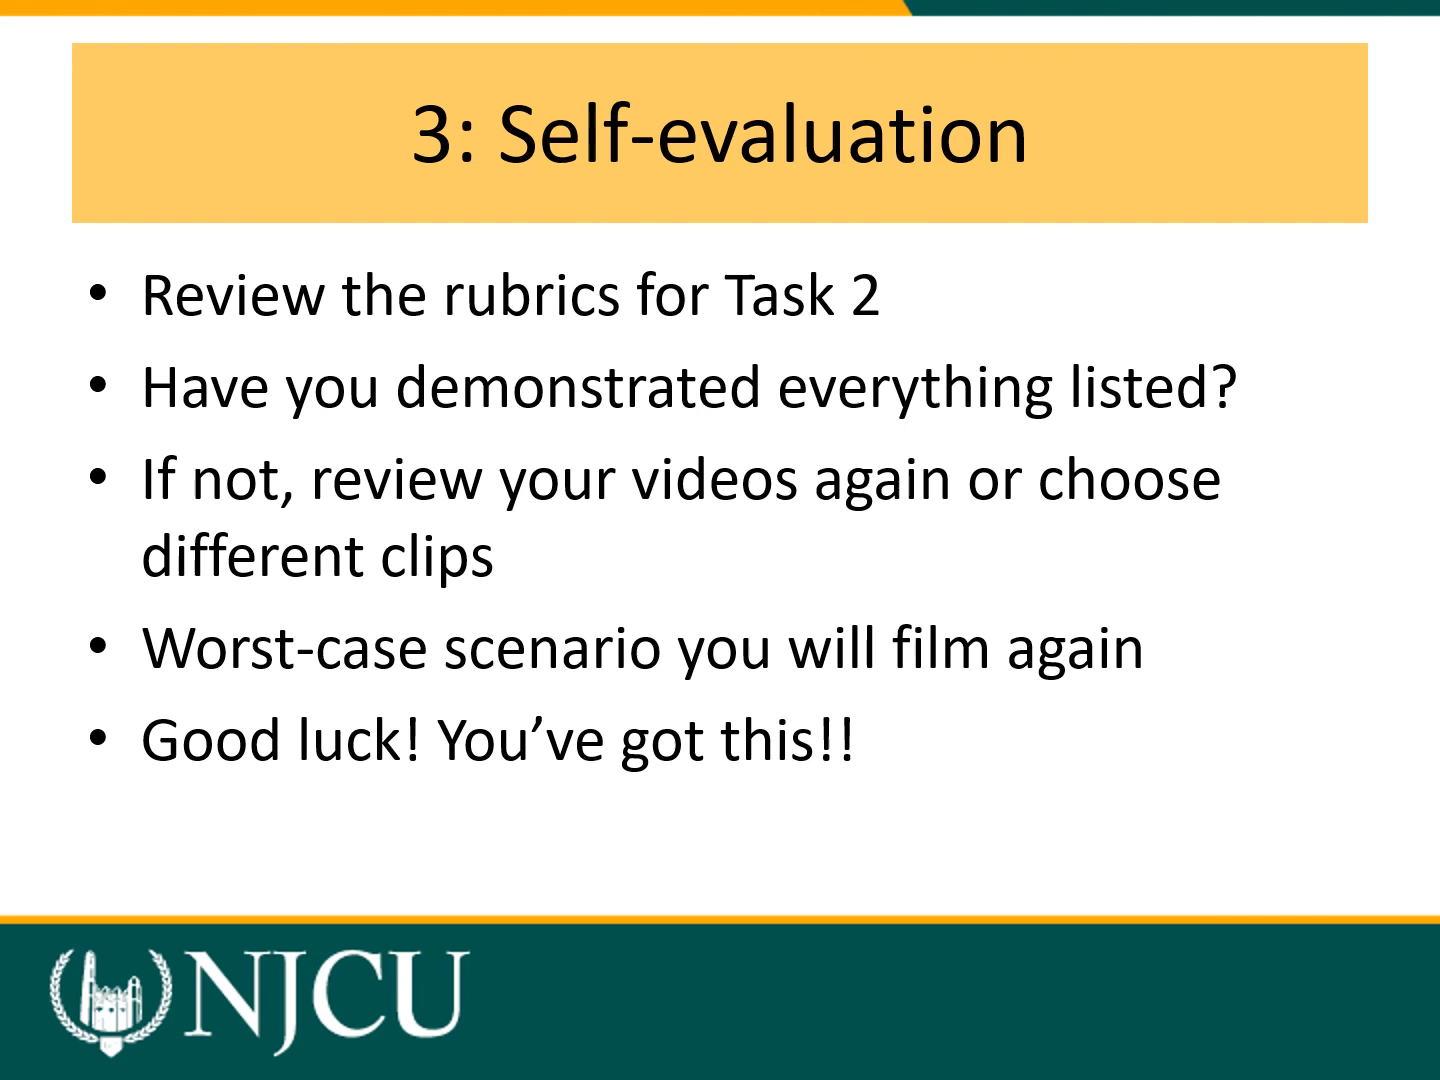 3: Self-evaluation
• Review the rubrics for Task 2
• Have you demonstrated everything listed?
• If not, review your videos again or choose
different clips
• Worst-case scenario you will film again
• Good luck! You’ve got this!!
NJCU